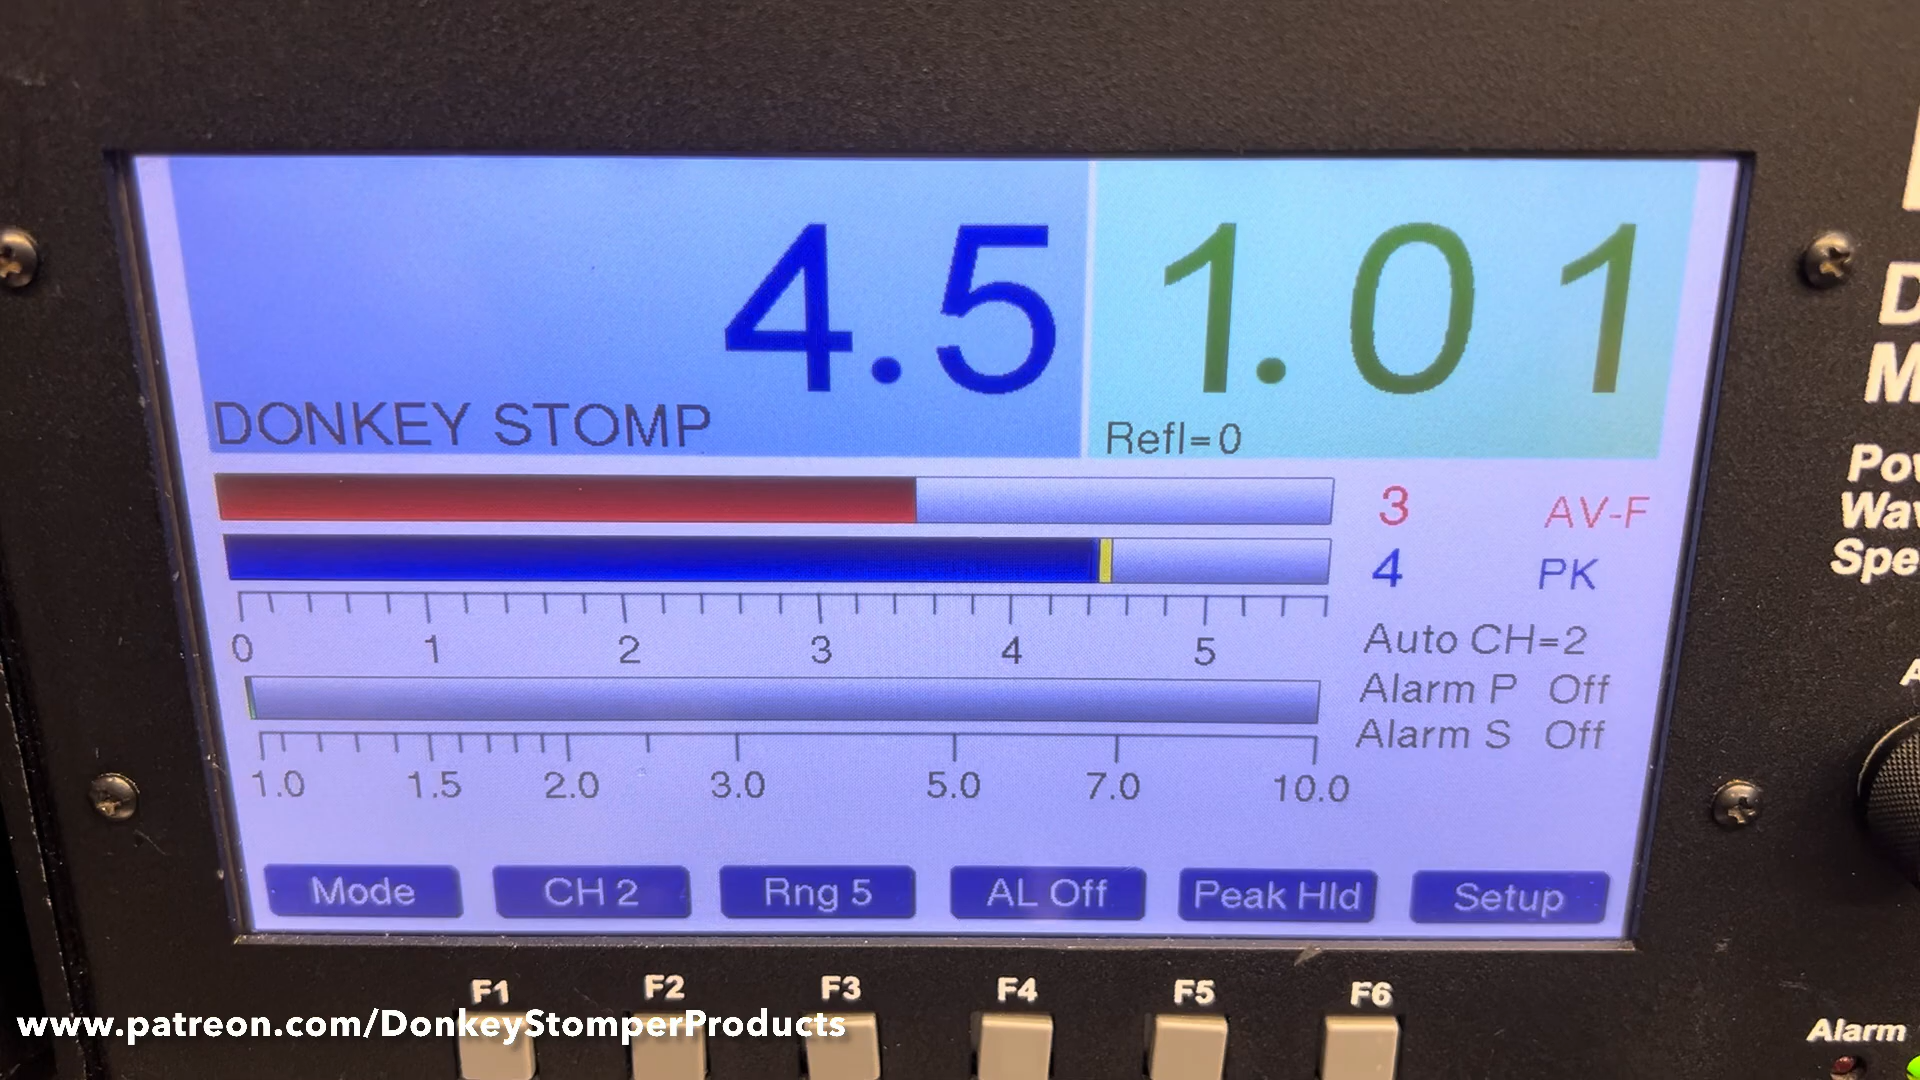 4.5
1.01
DONKEY STOMP
Refl=0
3 AV-F
4 PK
0 1 2 3 4 5
Auto CH=2
Alarm P Off
Alarm S Off
1.0 1.5 2.0 3.0 5.0 7.0 10.0
Mode CH 2 Rng 5 AL Off Peak Hld Setup
F1 F2 F3 F4 F5 F6
www.patreon.com/DonkeyStomperProducts
Alarm